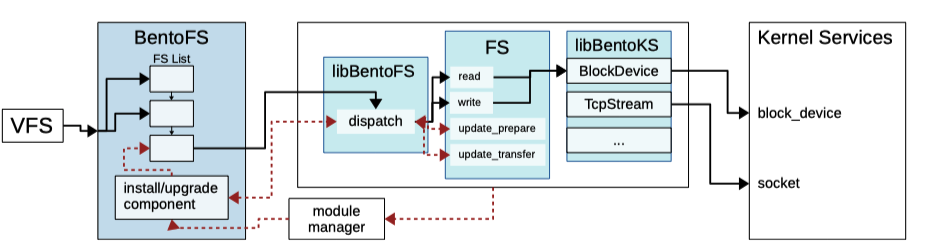 VFS
BentoFS
FS List
install/upgrade
component
module
manager
libBentoFS
dispatch
FS
read
write
update_prepare
update_transfer
libBentoKS
BlockDevice
TcpStream
...
Kernel Services
block_device
socket